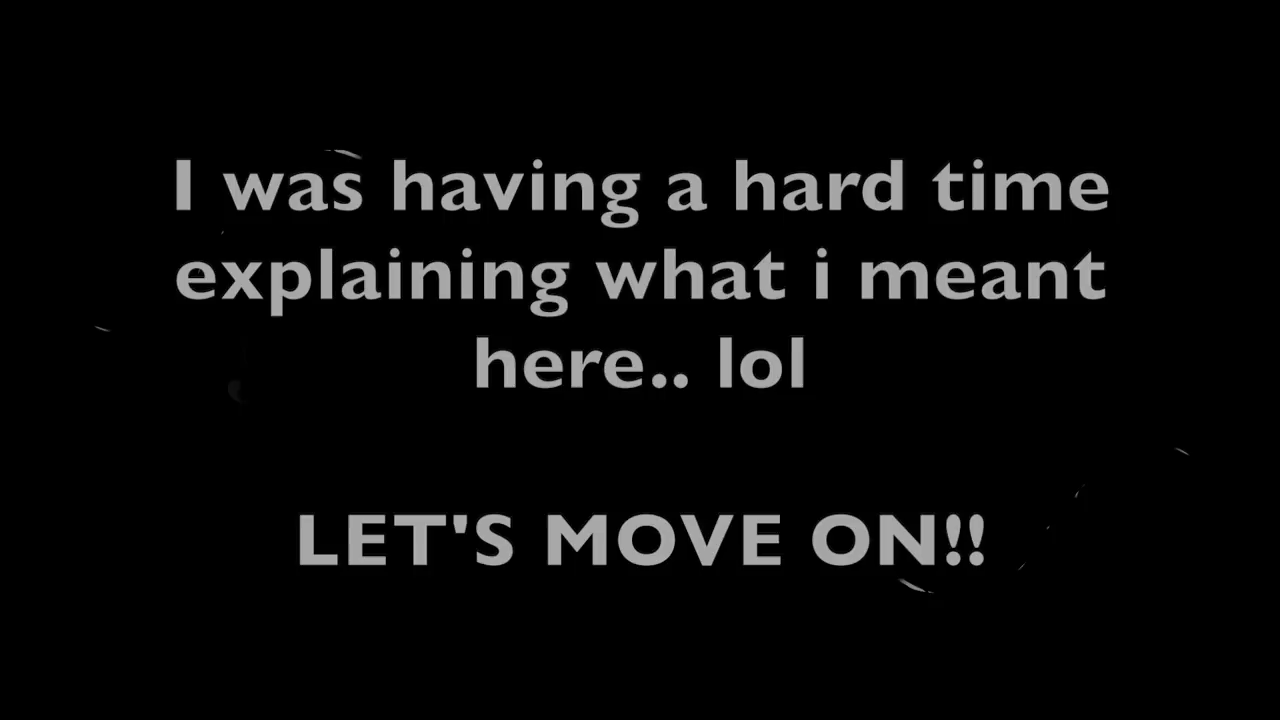 I was having a hard time
explaining what i meant
here.. lol
LET'S MOVE ON!!